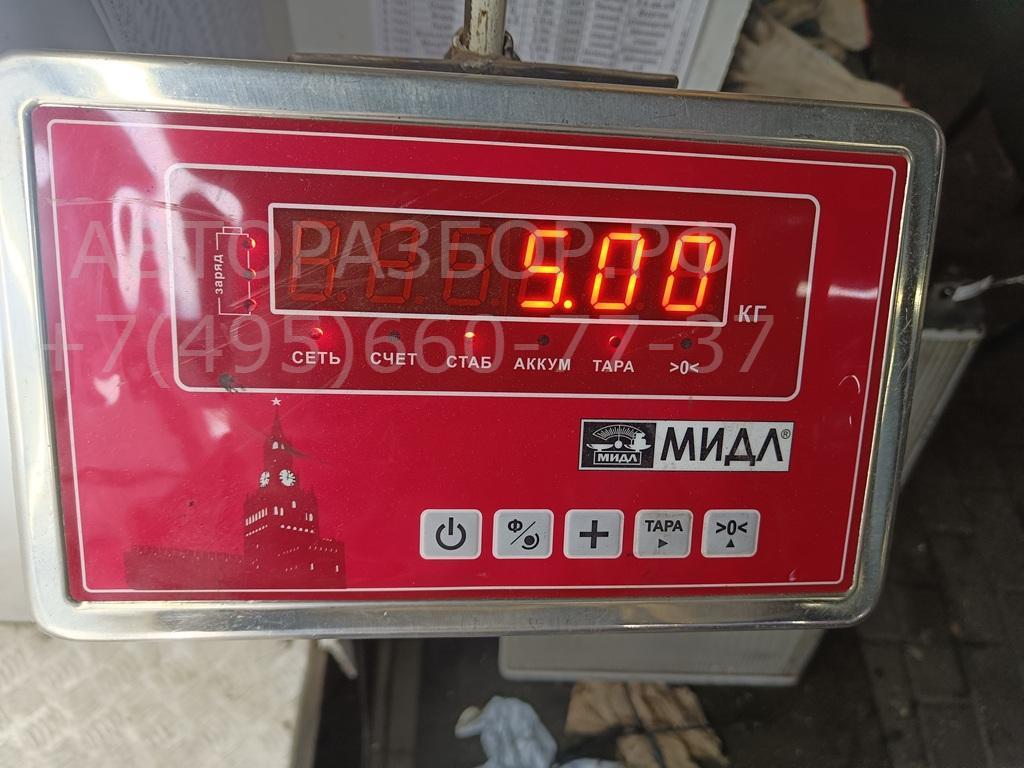 АВТОРАЗБОР.РФ
+7(495)660-77-37
заряд
5.00
КГ
СЕТЬ СЧЕТ СТАБ АККУМ ТАРА >0<
МИДЛ МИДЛ®
Ф ТАРА >0<